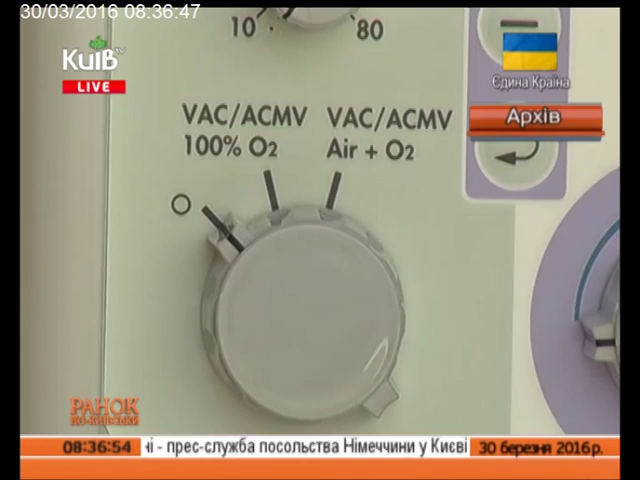 30/03/2016 08:36:47
10 80
КиїВ TV
LIVE
Єдина Країна
Архів
VAC/ACMV VAC/ACMV
100% O2 Air + O2
O
РАНОК
ПО-КИЇВСЬКИ
08:36:54 і - прес-служба посольства Німеччини у Києві 30 березня 2016р.